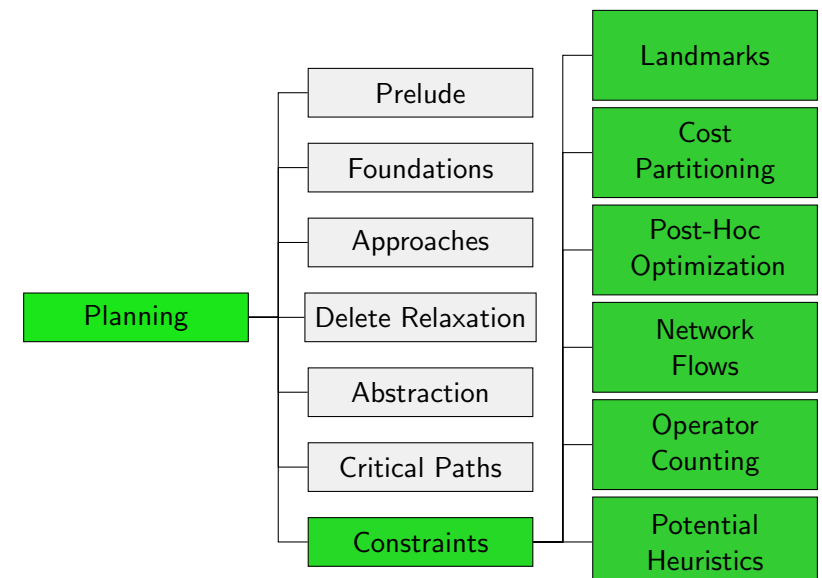 Planning
Prelude
Foundations
Approaches
Delete Relaxation
Abstraction
Critical Paths
Constraints
Landmarks
Cost
Partitioning
Post-Hoc
Optimization
Network
Flows
Operator
Counting
Potential
Heuristics